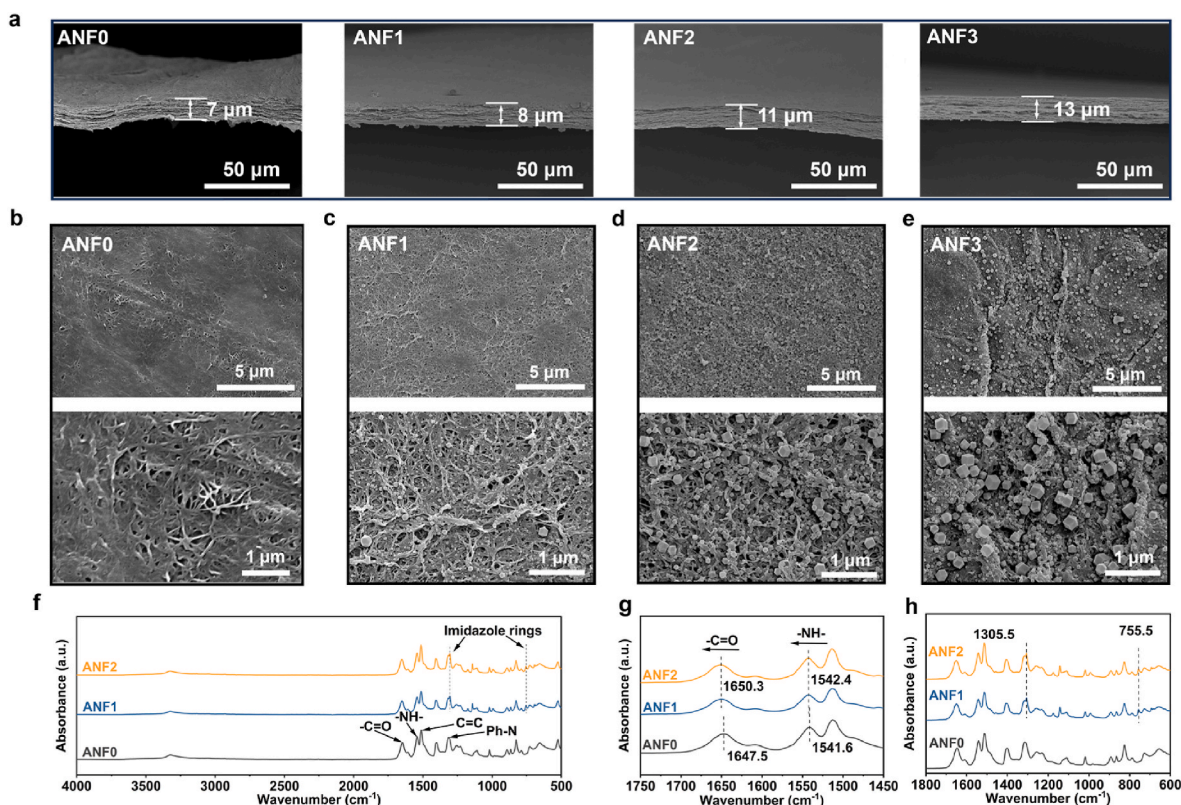 a
ANF0
ANF1
ANF2
ANF3
7 μm
8 μm
11 μm
13 μm
50 μm
50 μm
50 μm
50 μm
b
c
d
e
ANF0
ANF1
ANF2
ANF3
5 μm
5 μm
5 μm
5 μm
1 μm
1 μm
1 μm
1 μm
f
Imidazole rings
ANF2
ANF1
-NH-
-C=O
C=C
Ph-N
ANF0
Absorbance (a.u.)
4000 3500 3000 2500 2000 1500 1000 500
Wavenumber (cm-1)
g
-C=O
-NH-
ANF2
1650.3
1542.4
ANF1
ANF0
1647.5
1541.6
Absorbance (a.u.)
1750 1700 1650 1600 1550 1500 1450
Wavenumber (cm-1)
h
1305.5
755.5
ANF2
ANF1
ANF0
Absorbance (a.u.)
1800 1600 1400 1200 1000 800 600
Wavenumber (cm-1)